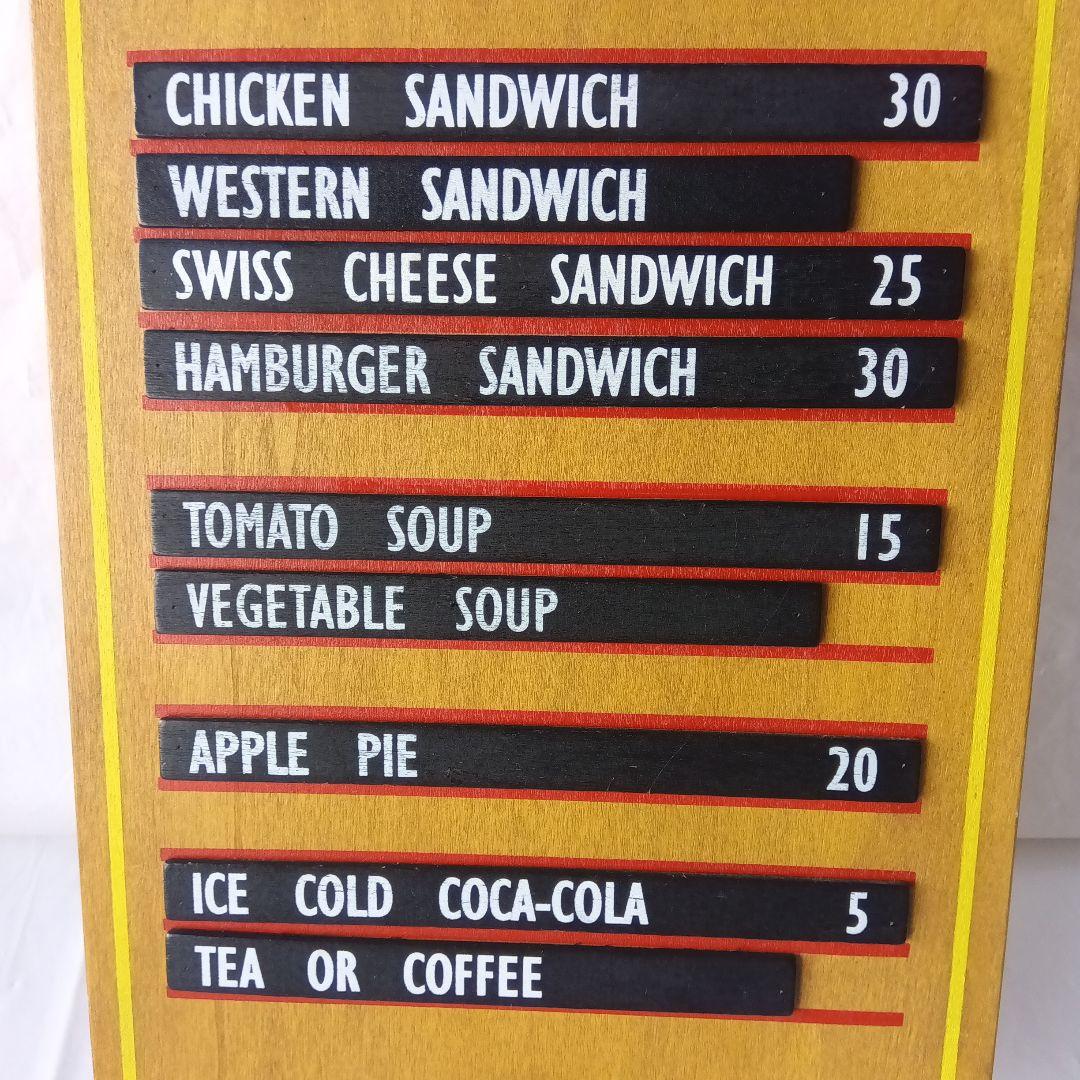 CHICKEN SANDWICH 30
WESTERN SANDWICH
SWISS CHEESE SANDWICH 25
HAMBURGER SANDWICH 30
TOMATO SOUP 15
VEGETABLE SOUP
APPLE PIE 20
ICE COLD COCA-COLA 5
TEA OR COFFEE